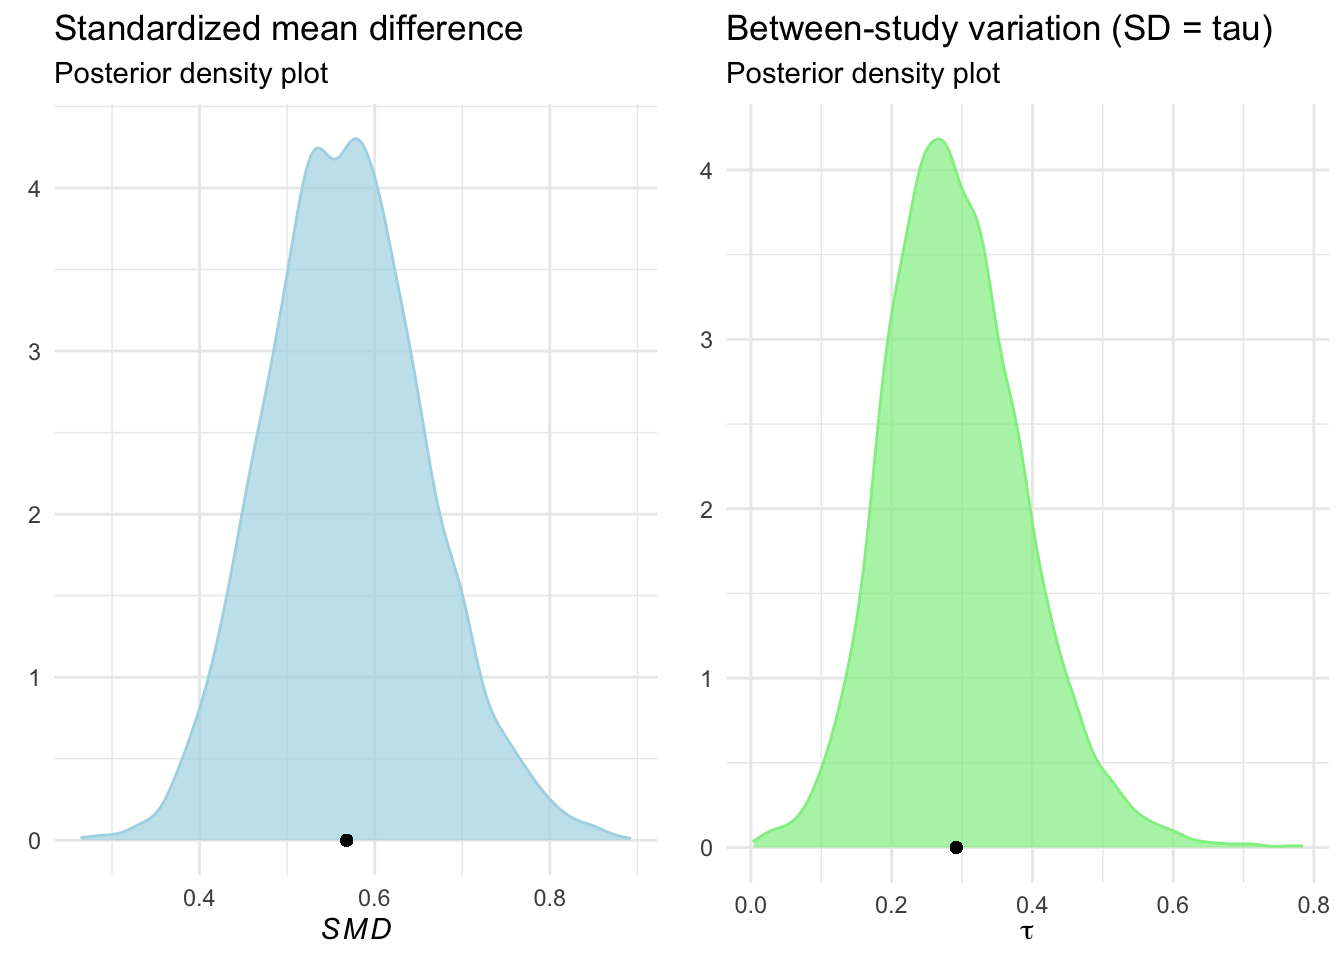 Standardized mean difference
Posterior density plot
4
3
2
1
0
0.4 0.6 0.8
SMD
Between-study variation (SD = tau)
Posterior density plot
4
3
2
1
0
0.0 0.2 0.4 0.6 0.8
τ